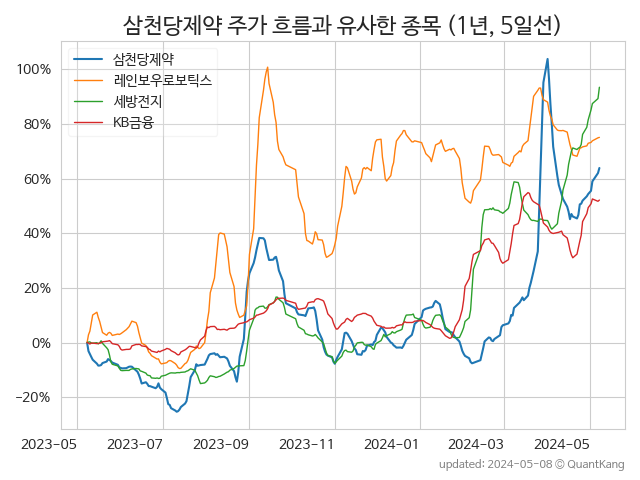 삼천당제약 주가 흐름과 유사한 종목 (1년, 5일선)
삼천당제약
레인보우로보틱스
세방전지
KB금융
100%
80%
60%
40%
20%
0%
−20%
2023-05 2023-07 2023-09 2023-11 2024-01 2024-03 2024-05
updated: 2024-05-08 © QuantKang